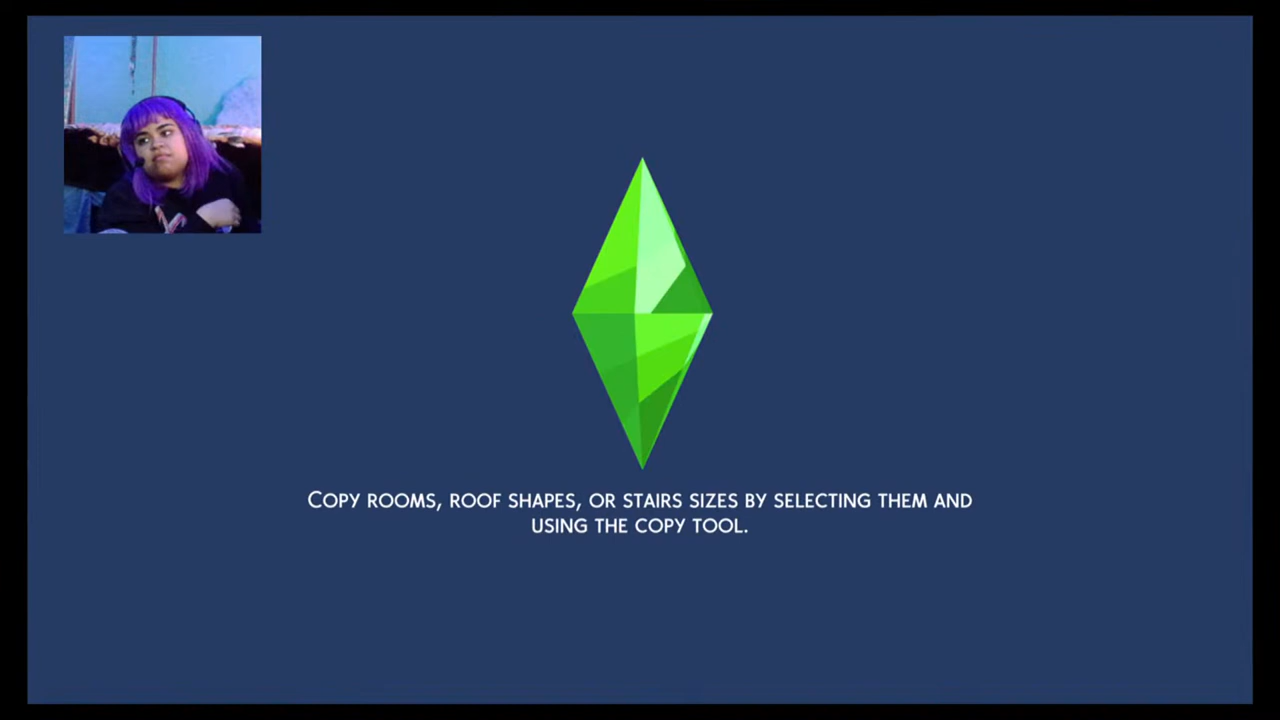 Copy rooms, roof shapes, or stairs sizes by selecting them and
using the copy tool.